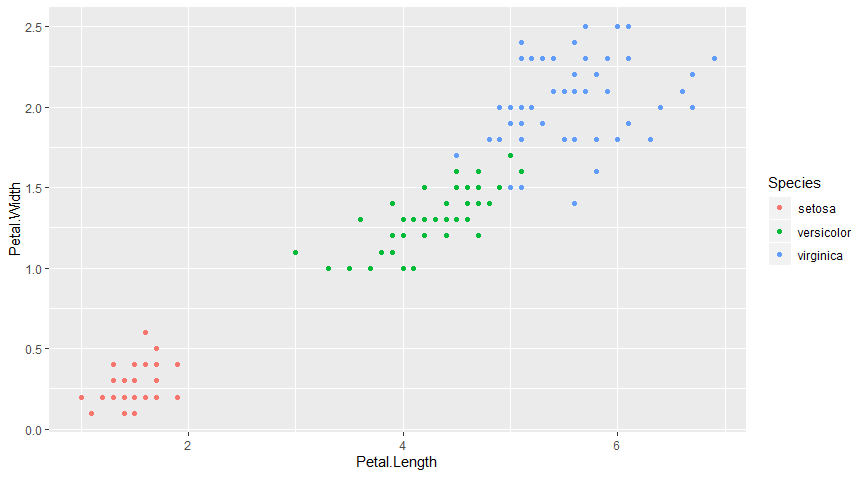 2.5
2.0
1.5
1.0
0.5
0.0
Petal.Width
2
4
6
Petal.Length
Species
setosa
versicolor
virginica